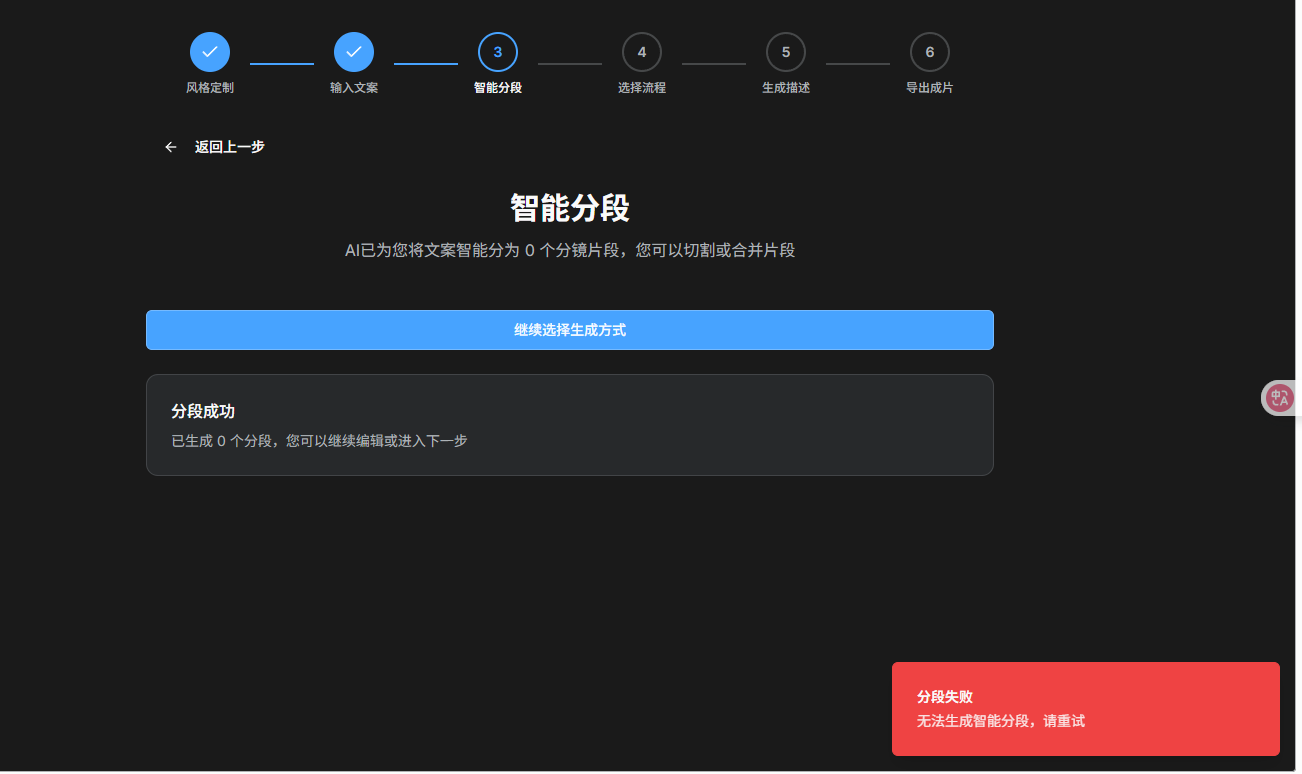 3 4 5 6
风格定制 输入文案 智能分段 选择流程 生成描述 导出成片
返回上一步
智能分段
AI已为您将文案智能分为 0 个分镜片段，您可以切割或合并片段
继续选择生成方式
分段成功
已生成 0 个分段，您可以继续编辑或进入下一步
中 A
分段失败
无法生成智能分段，请重试